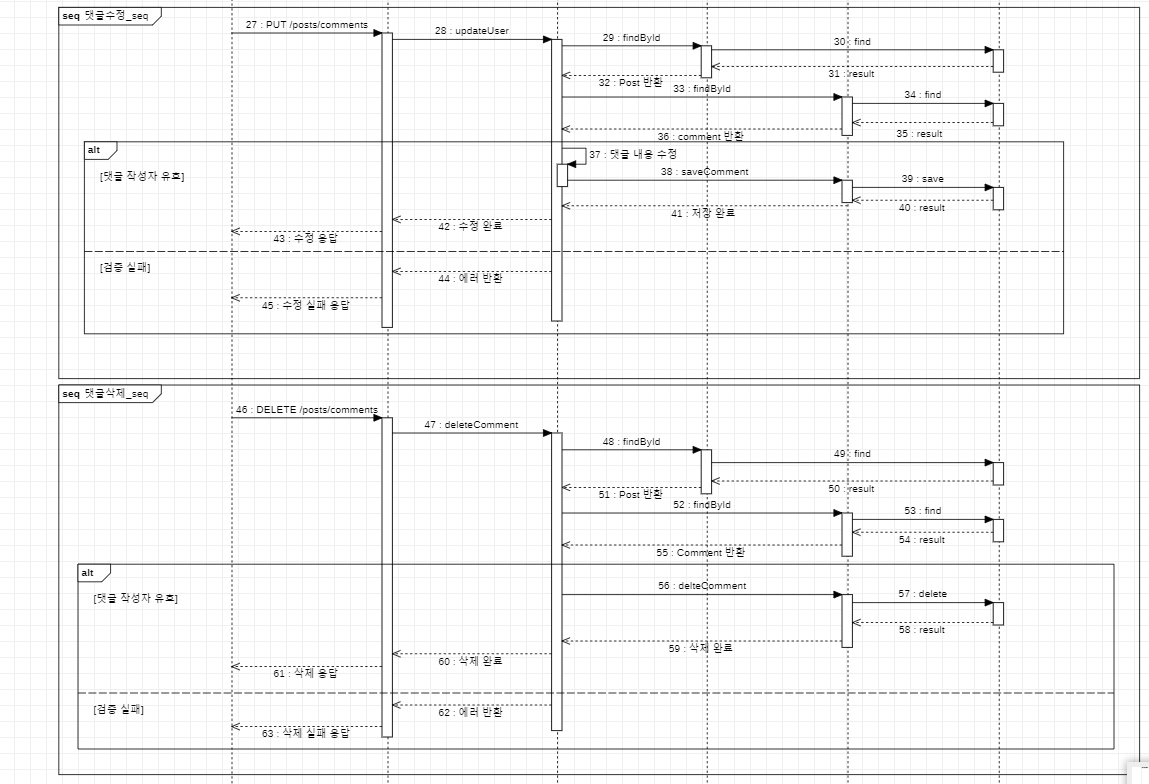 seq 댓글수정_seq
27 : PUT /posts/comments
28 : updateUser
29 : findById
30 : find
31 : result
32 : Post 반환
33 : findById
34 : find
35 : result
36 : comment 반환
alt
37 : 댓글 내용 수정
[댓글 작성자 유효]
38 : saveComment
39 : save
40 : result
41 : 저장 완료
42 : 수정 완료
43 : 수정 응답
[검증 실패]
44 : 에러 반환
45 : 수정 실패 응답
seq 댓글삭제_seq
46 : DELETE /posts/comments
47 : deleteComment
48 : findById
49 : find
50 : result
51 : Post 반환
52 : findById
53 : find
54 : result
55 : Comment 반환
alt
56 : delteComment
57 : delete
[댓글 작성자 유효]
58 : result
59 : 삭제 완료
60 : 삭제 완료
61 : 삭제 응답
[검증 실패]
62 : 에러 반환
63 : 삭제 실패 응답